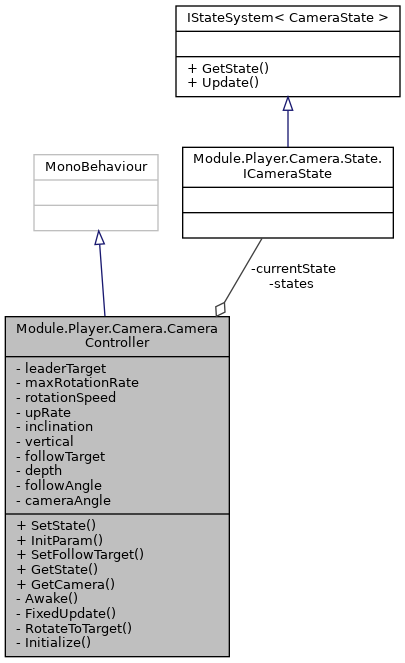 IStateSystem< CameraState >
+ GetState()
+ Update()
MonoBehaviour
Module.Player.Camera.State.
ICameraState
-currentState
-states
Module.Player.Camera.Camera
Controller
- leaderTarget
- maxRotationRate
- rotationSpeed
- upRate
- inclination
- vertical
- followTarget
- depth
- followAngle
- cameraAngle
+ SetState()
+ InitParam()
+ SetFollowTarget()
+ GetState()
+ GetCamera()
- Awake()
- FixedUpdate()
- RotateToTarget()
- Initialize()